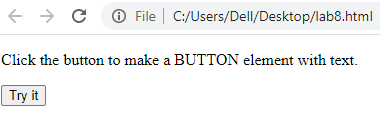 File | C:/Users/Dell/Desktop/lab8.html
Click the button to make a BUTTON element with text.
Try it